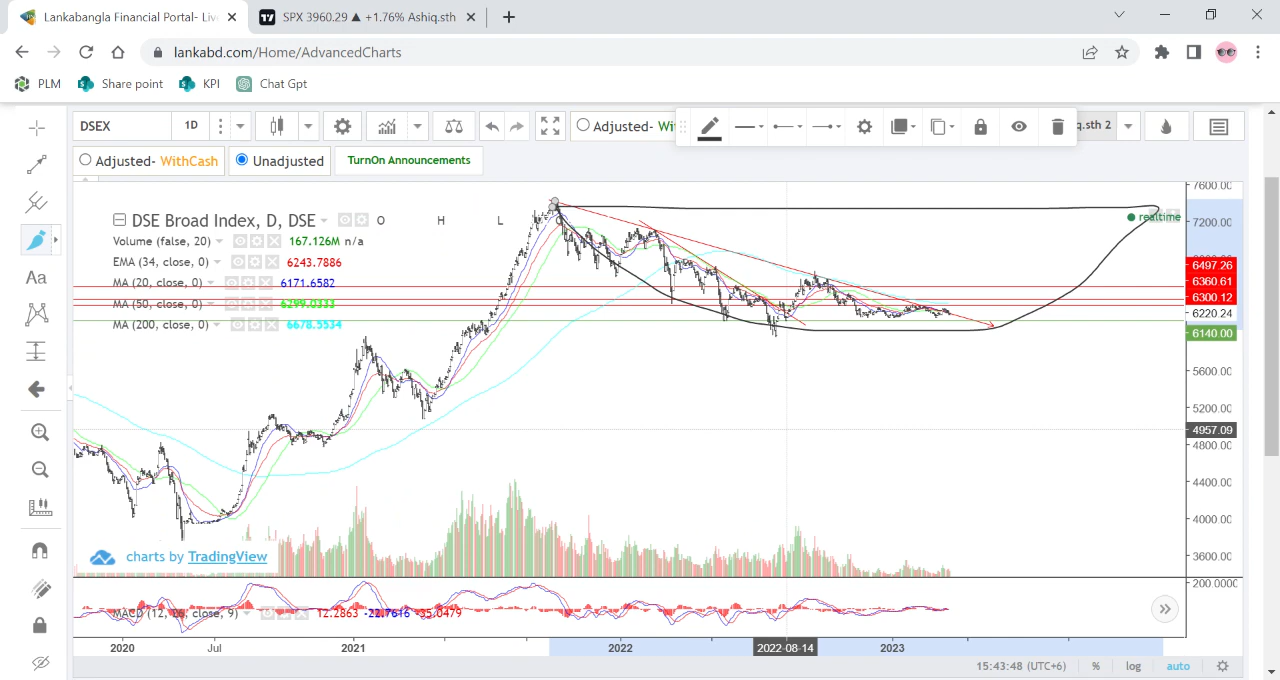 Lankabangla Financial Portal- Liv
SPX 3960.29 ▲ +1.76% Ashiq.sth
lankabd.com/Home/AdvancedCharts
PLM Share point KPI Chat Gpt
DSEX 1D Adjusted- Wi q.sth 2
Adjusted- WithCash Unadjusted TurnOn Announcements
DSE Broad Index, D, DSE O H L
Volume (false, 20) 167.126M n/a
EMA (34, close, 0) 6243.7886
MA (20, close, 0) 6171.6582
MA (50, close, 0) 6299.0333
MA (200, close, 0) 6678.5534
realtime
7600.00
7200.00
6497.26
6360.61
6300.12
6220.24
6140.00
5600.00
5200.00
4957.09
4800.00
4400.00
4000.00
3600.00
Aa
charts by TradingView
200.0000
MACD (12, 26, close, 9) 12.2863 -22.7616 -35.0479
2020 Jul 2021 2022 2022-08-14 2023
15:43:48 (UTC+6) % log auto